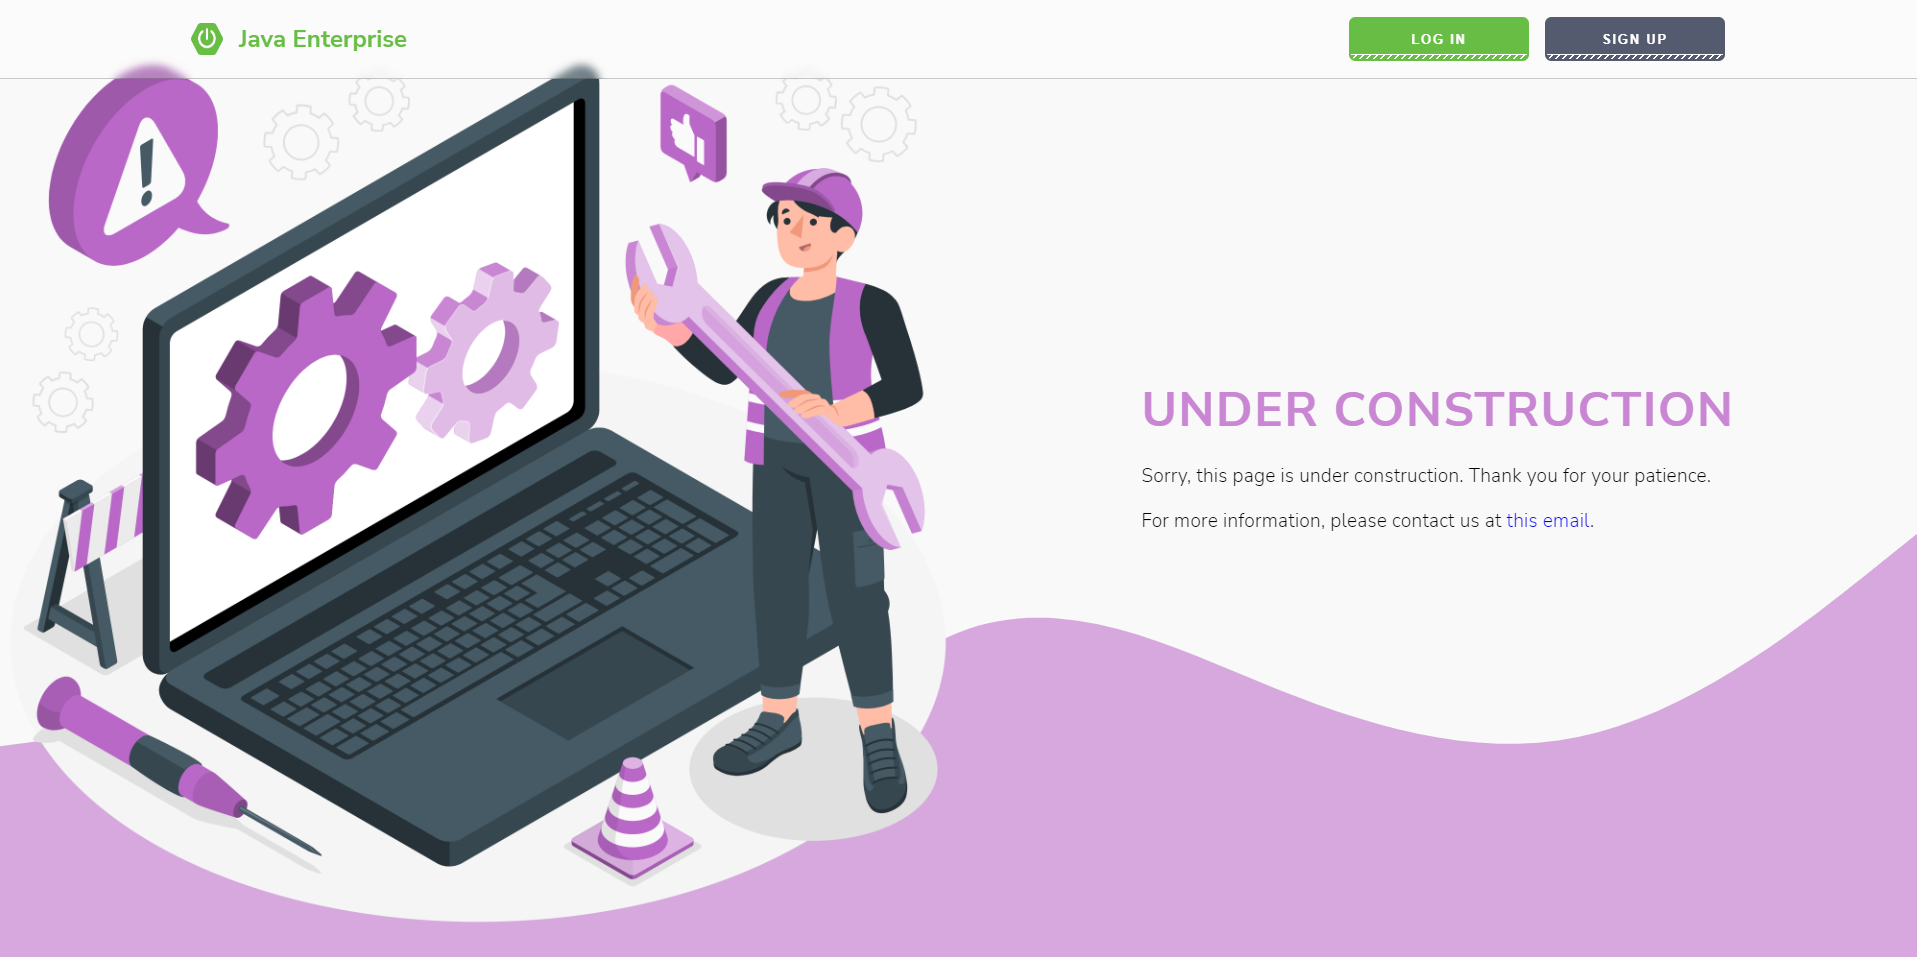 Java Enterprise
LOG IN
SIGN UP
UNDER CONSTRUCTION
Sorry, this page is under construction. Thank you for your patience.
For more information, please contact us at this email.